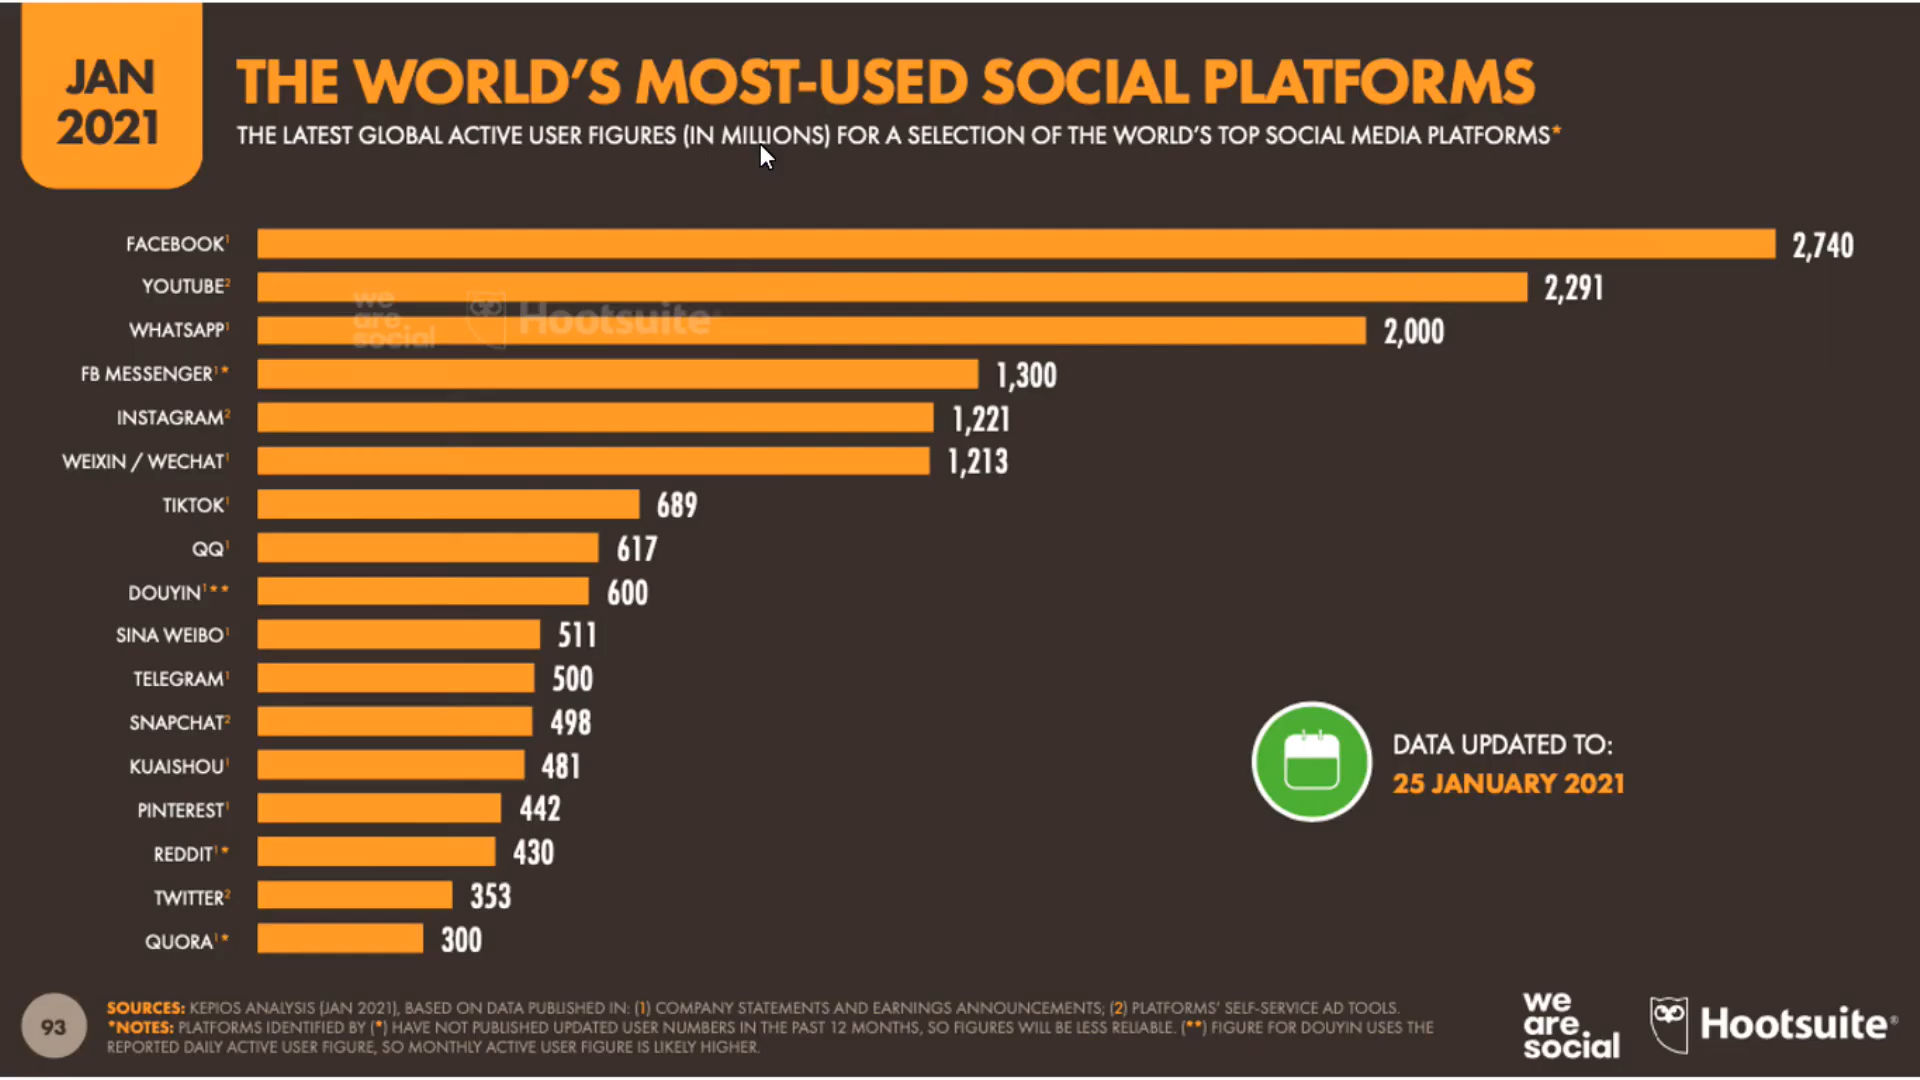 JAN
2021
THE WORLD'S MOST-USED SOCIAL PLATFORMS
THE LATEST GLOBAL ACTIVE USER FIGURES (IN MILLIONS) FOR A SELECTION OF THE WORLD'S TOP SOCIAL MEDIA PLATFORMS*
FACEBOOK¹ 2,740
YOUTUBE² 2,291
WHATSAPP¹ 2,000
we are social Hootsuite
FB MESSENGER¹* 1,300
INSTAGRAM² 1,221
WEIXIN / WECHAT¹ 1,213
TIKTOK¹ 689
QQ¹ 617
DOUYIN¹** 600
SINA WEIBO¹ 511
TELEGRAM¹ 500
SNAPCHAT² 498
KUAISHOU¹ 481
PINTEREST¹ 442
REDDIT¹* 430
TWITTER² 353
QUORA¹* 300
DATA UPDATED TO:
25 JANUARY 2021
93
SOURCES: KEPIOS ANALYSIS (JAN 2021), BASED ON DATA PUBLISHED IN: (1) COMPANY STATEMENTS AND EARNINGS ANNOUNCEMENTS; (2) PLATFORMS' SELF-SERVICE AD TOOLS.
*NOTES: PLATFORMS IDENTIFIED BY (*) HAVE NOT PUBLISHED UPDATED USER NUMBERS IN THE PAST 12 MONTHS, SO FIGURES WILL BE LESS RELIABLE. (**) FIGURE FOR DOUYIN USES THE
REPORTED DAILY ACTIVE USER FIGURE, SO MONTHLY ACTIVE USER FIGURE IS LIKELY HIGHER.
we
are.
social
Hootsuite®